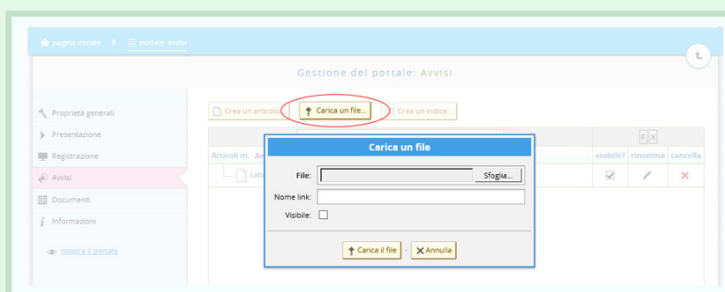 pagina iniziale
portale: avvisi
Gestione del portale: Avvisi
Proprietà generali
Presentazione
Registrazione
Avvisi
Documenti
Informazioni
mostra il portale
Crea un articolo
Carica un file...
Crea un indice...
Articoli in:
visibile? rinomina cancella
Carica un file
File:
Sfoglia...
Nome link:
Visibile:
Carica il file
Annulla